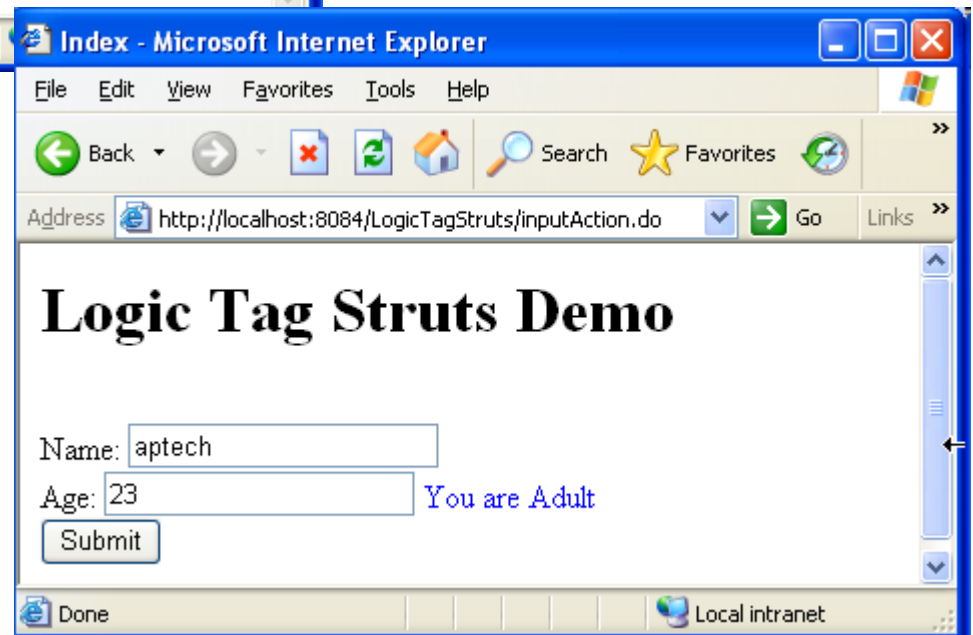 Index - Microsoft Internet Explorer
File Edit View Favorites Tools Help
Back Search Favorites »
Address http://localhost:8084/LogicTagStruts/inputAction.do Go Links »
Logic Tag Struts Demo
Name: aptech
Age: 23 You are Adult
Submit
Done Local intranet